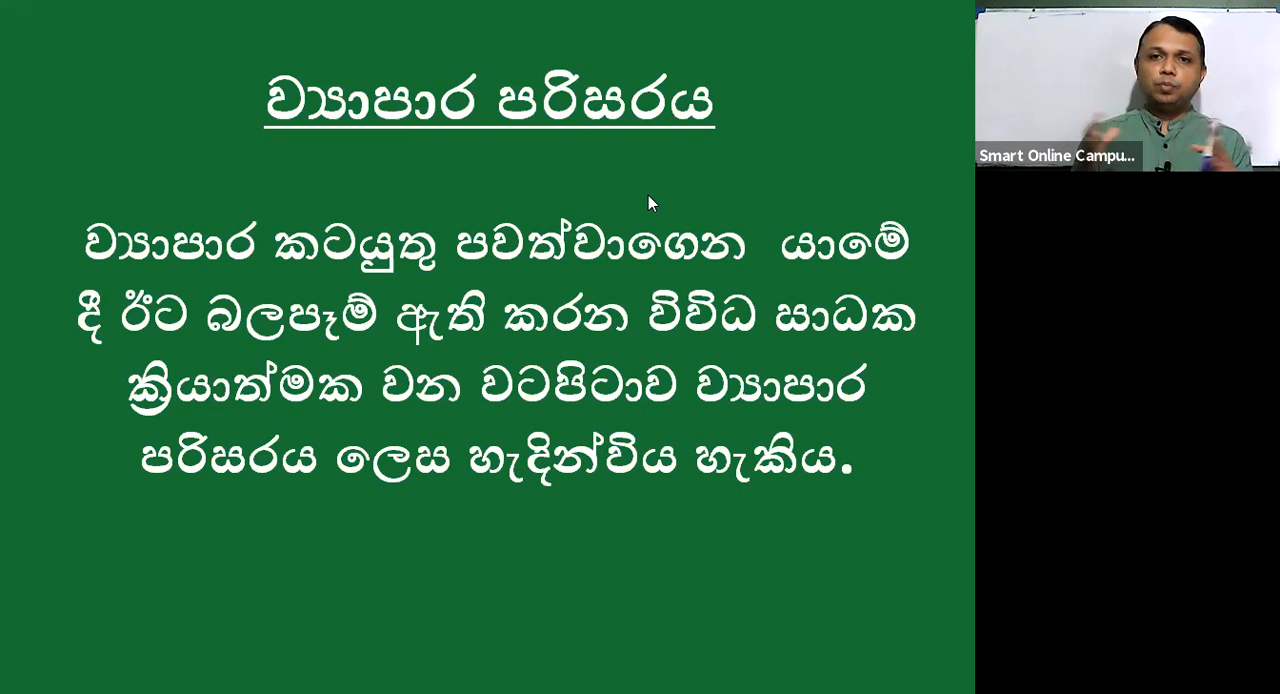 ව්‍යාපාර පරිසරය
ව්‍යාපාර කටයුතු පවත්වාගෙන යාමේ
දී ඊට බලපෑම් ඇති කරන විවිධ සාධක
ක්‍රියාත්මක වන වටපිටාව ව්‍යාපාර
පරිසරය ලෙස හැදින්විය හැකිය.
Smart Online Campu...